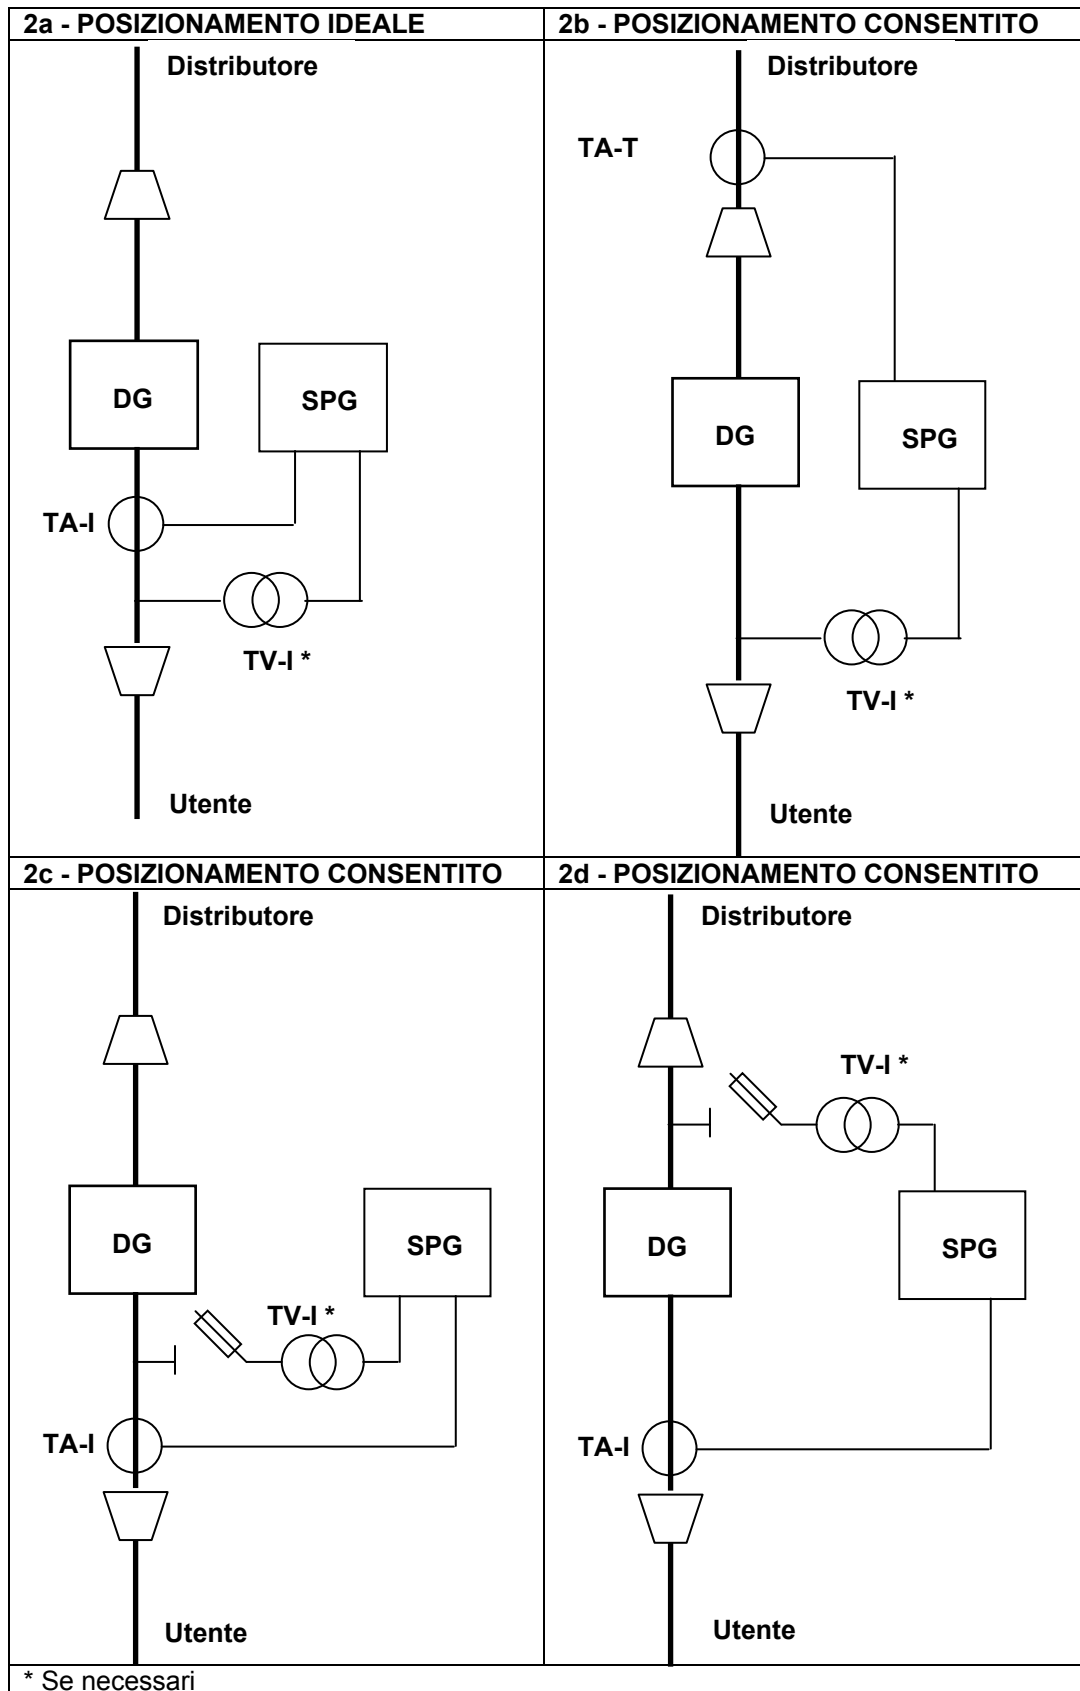 2a - POSIZIONAMENTO IDEALE
Distributore
DG
SPG
TA-I
TV-I *
Utente
2b - POSIZIONAMENTO CONSENTITO
Distributore
TA-T
DG
SPG
TV-I *
Utente
2c - POSIZIONAMENTO CONSENTITO
Distributore
DG
SPG
TV-I *
TA-I
Utente
2d - POSIZIONAMENTO CONSENTITO
Distributore
TV-I *
DG
SPG
TA-I
Utente
* Se necessari